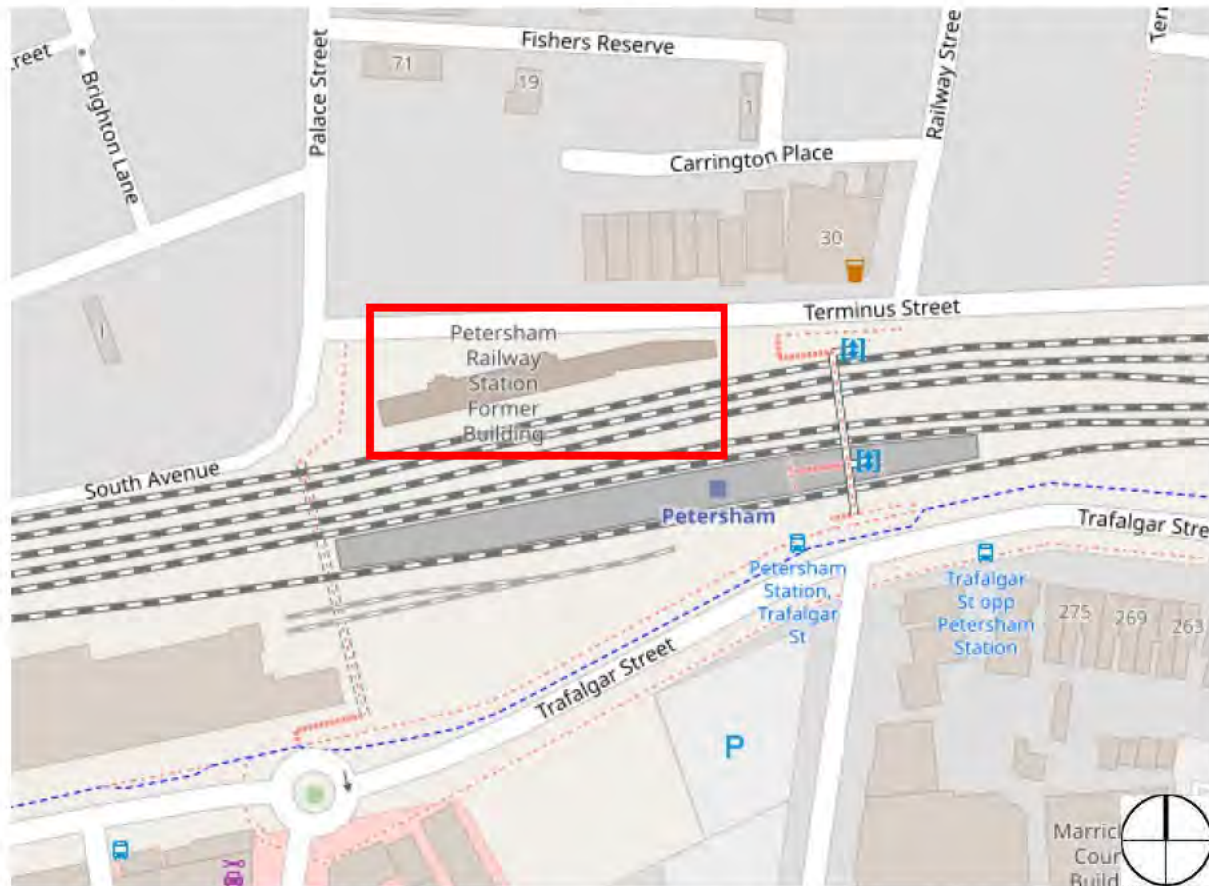 Fishers Reserve
71
19
1
reet
Brighton Lane
Palace Street
Railway Stree
Carrington Place
30
Terminus Street
Petersham
Railway
Station
Former
Building
South Avenue
Petersham
Trafalgar Stre
Petersham
Station,
Trafalgar
St
Trafalgar
St opp
Petersham
Station
275
269
263
Trafalgar Street
P
Marric
Cour
Build